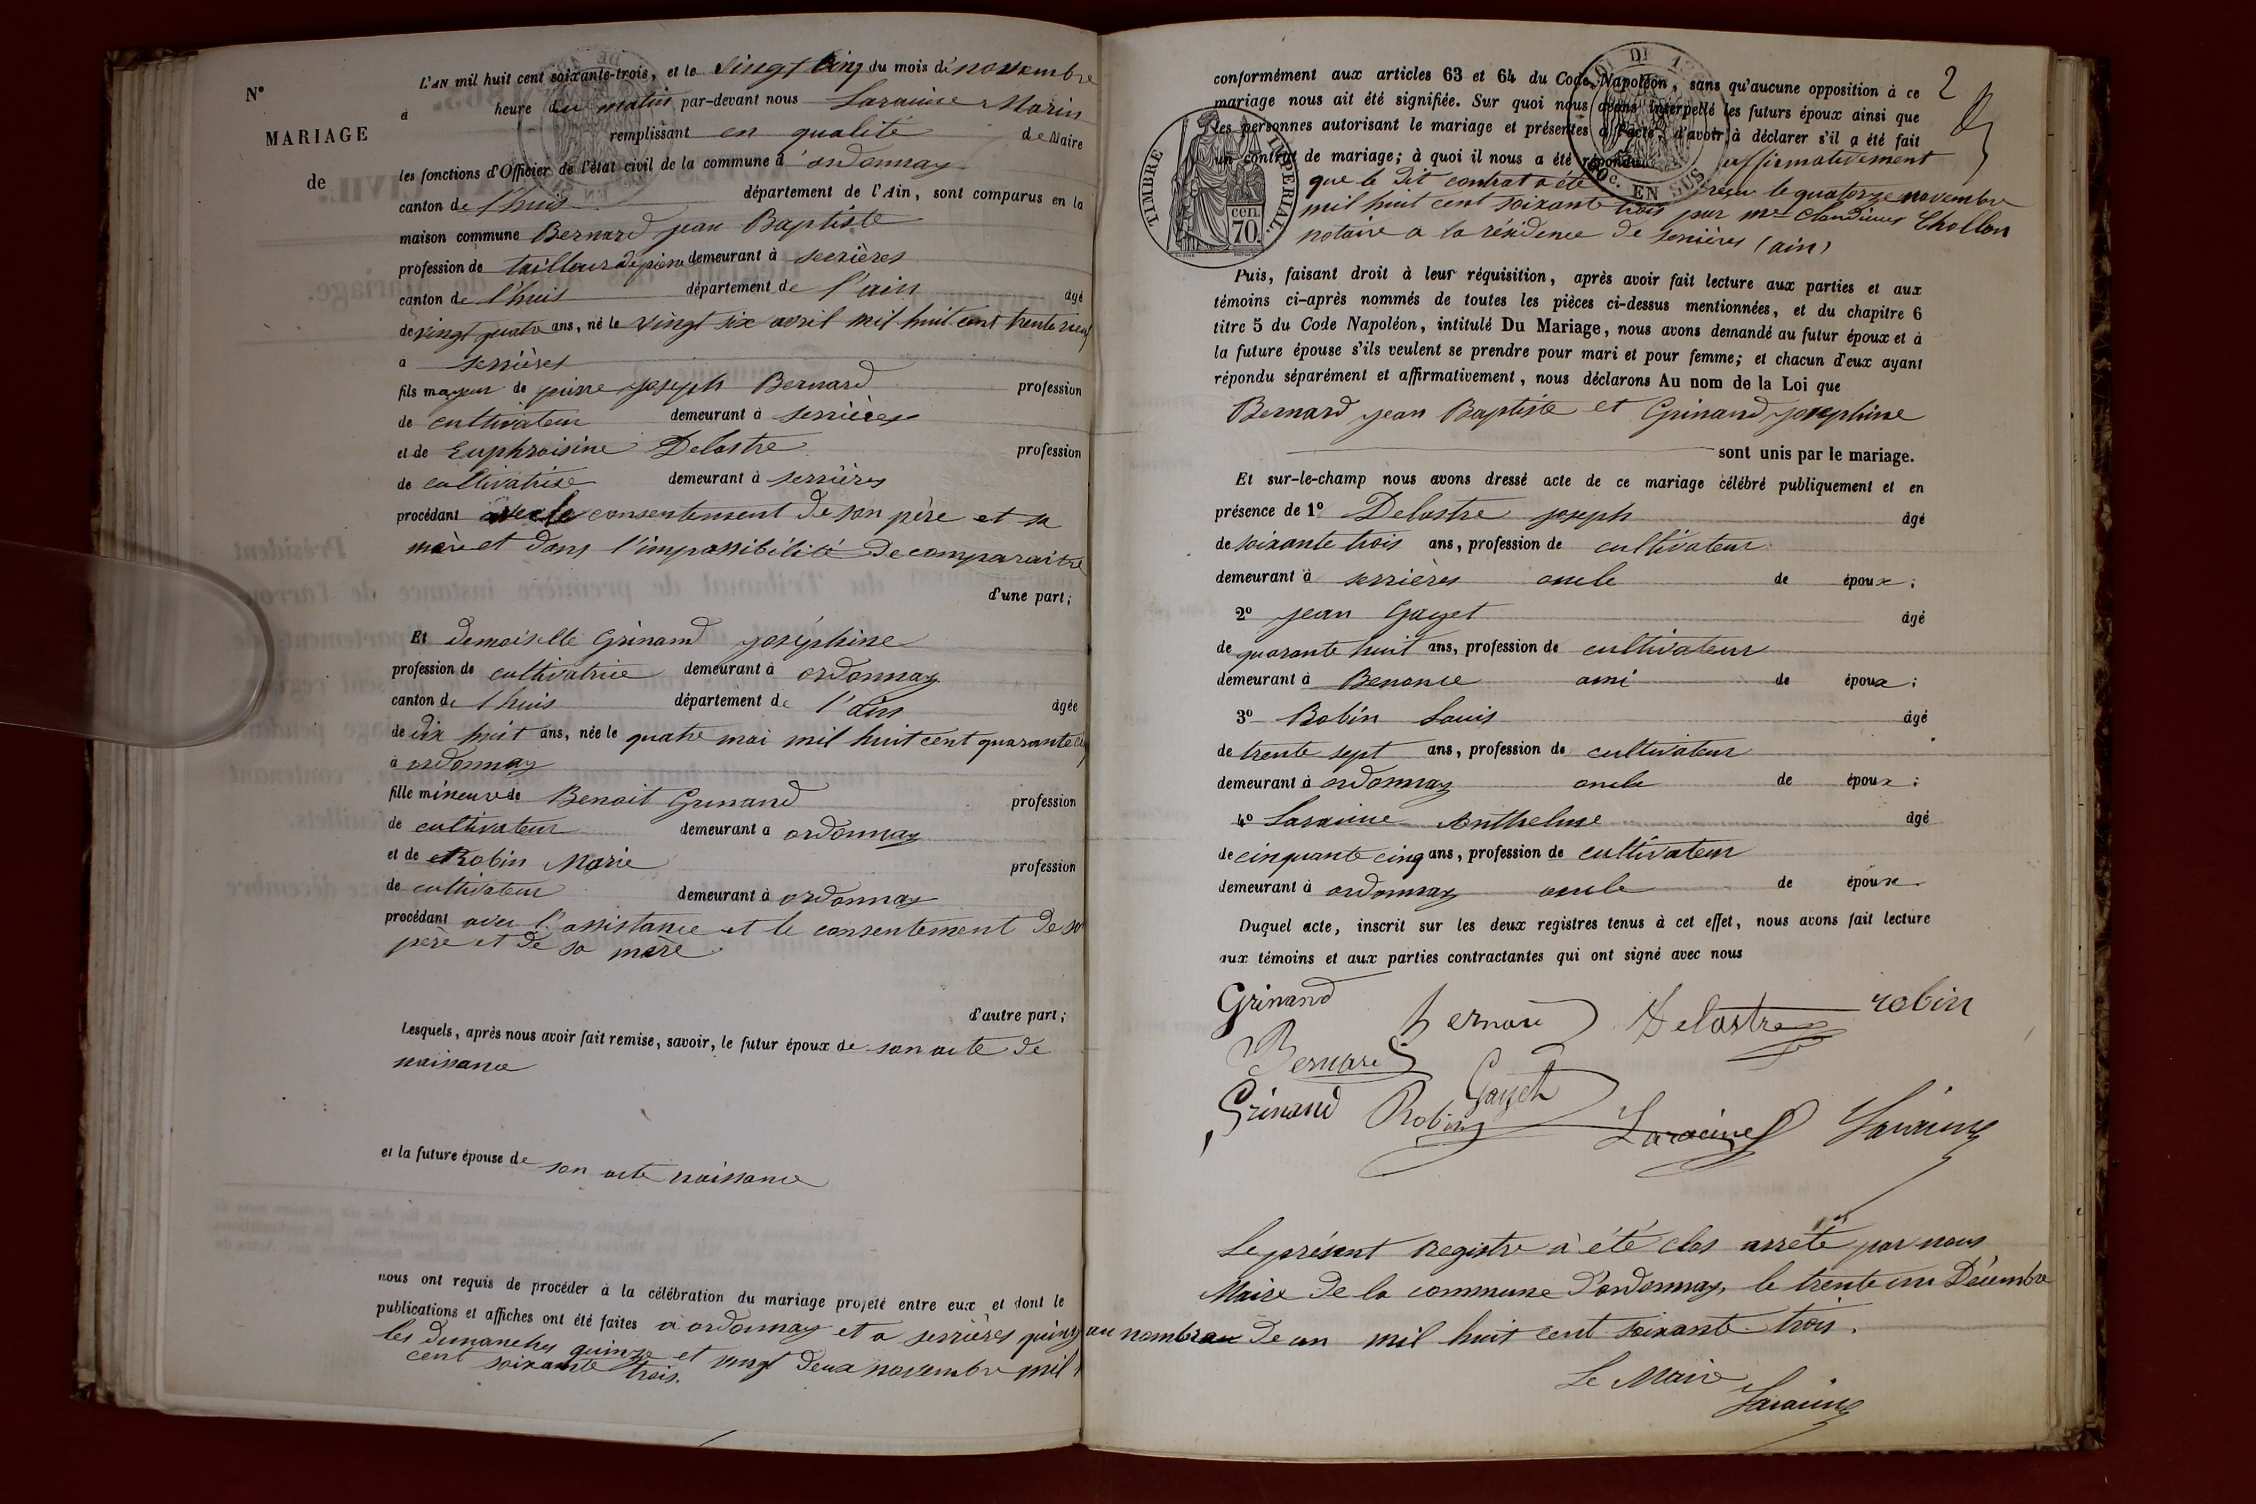 N°
MARIAGE
de
L'AN mil huit cent soixante-trois, et le vingt cinq du mois de novembre
à heure du matin par-devant nous Laracine Marin
remplissant en qualité de Maire
les fonctions d'Officier de l'état civil de la commune d'ordonnay
canton de l'huis département de l'Ain, sont comparus en la
maison commune Bernard jean Baptiste
profession de tailleur de pierre demeurant à serrières
canton de l'huis département de l'ain âgé
de vingt quatre ans, né le vingt six avril mil huit cent trente neuf
à serrières
fils majeur de pierre joseph Bernard profession
de cultivateur demeurant à serrières
et de Euphroisine Delastre profession
de cultivatrice demeurant à serrières
procédant avec le consentement de son père et sa
mère et dans l'impossibilité de comparaitre
d'une part;
Et demoiselle Grinand joséphine
profession de cultivatrice demeurant à ordonnay
canton de l'huis département de l'ain âgée
de dix huit ans, née le quatre mai mil huit cent quarante cinq
à ordonnay
fille mineure de Benoit Grinand profession
de cultivateur demeurant à ordonnay
et de Robin Marie profession
de cultivateur demeurant à ordonnay
procédant avec l'assistance et le consentement de son
père et de sa mère
d'autre part;
Lesquels, après nous avoir fait remise, savoir, le futur époux de son acte de
naissance
et la future épouse de son acte naissance
nous ont requis de procéder à la célébration du mariage projeté entre eux et dont le
publications et affiches ont été faites à ordonnay et a serrières
les dimanches quinze et vingt deux novembre mil
cent soixante trois.
2
conformément aux articles 63 et 64 du Code Napoléon, sans qu'aucune opposition à ce
mariage nous ait été signifiée. Sur quoi nous avons interpellé les futurs époux ainsi que
les personnes autorisant le mariage et présentes à l'acte, d'avoir à déclarer s'il a été fait
un contrat de mariage; à quoi il nous a été répondu affirmativement
que le dit contrat a été reçu le quatorze novembre
mil huit cent soixante trois par me Claudius Chollon
notaire a la résidence de serrières (ain)
TIMBRE IMPERIAL.
70 cen.
EN SUS
Puis, faisant droit à leur réquisition, après avoir fait lecture aux parties et aux
témoins ci-après nommés de toutes les pièces ci-dessus mentionnées, et du chapitre 6
titre 5 du Code Napoléon, intitulé Du Mariage, nous avons demandé au futur époux et à
la future épouse s'ils veulent se prendre pour mari et pour femme; et chacun d'eux ayant
répondu séparément et affirmativement, nous déclarons Au nom de la Loi que
Bernard jean Baptiste et Grinand josephine
sont unis par le mariage.
Et sur-le-champ nous avons dressé acte de ce mariage célébré publiquement et en
présence de 1° Delastre joseph âgé
de soixante trois ans, profession de cultivateur
demeurant à serrières oncle de époux;
2° jean Gayet âgé
de quarante huit ans, profession de cultivateur
demeurant à Benonce ami de époux;
3° Robin Louis âgé
de trente sept ans, profession de cultivateur
demeurant à ordonnay oncle de époux;
4° Laracine Anthelme âgé
de cinquante cinq ans, profession de cultivateur
demeurant à ordonnay oncle de époux
Duquel acte, inscrit sur les deux registres tenus à cet effet, nous avons fait lecture
aux témoins et aux parties contractantes qui ont signé avec nous
Grinand bernard Delastre robin
Bernard
Grinand Robin Gayet Laracine Laracine
Le présent Registre à été clos arreté par nous
Maire de la commune d'ordonnay, le trente un Décembre
au nombre de un mil huit cent soixante trois.
Le Maire
Laracine